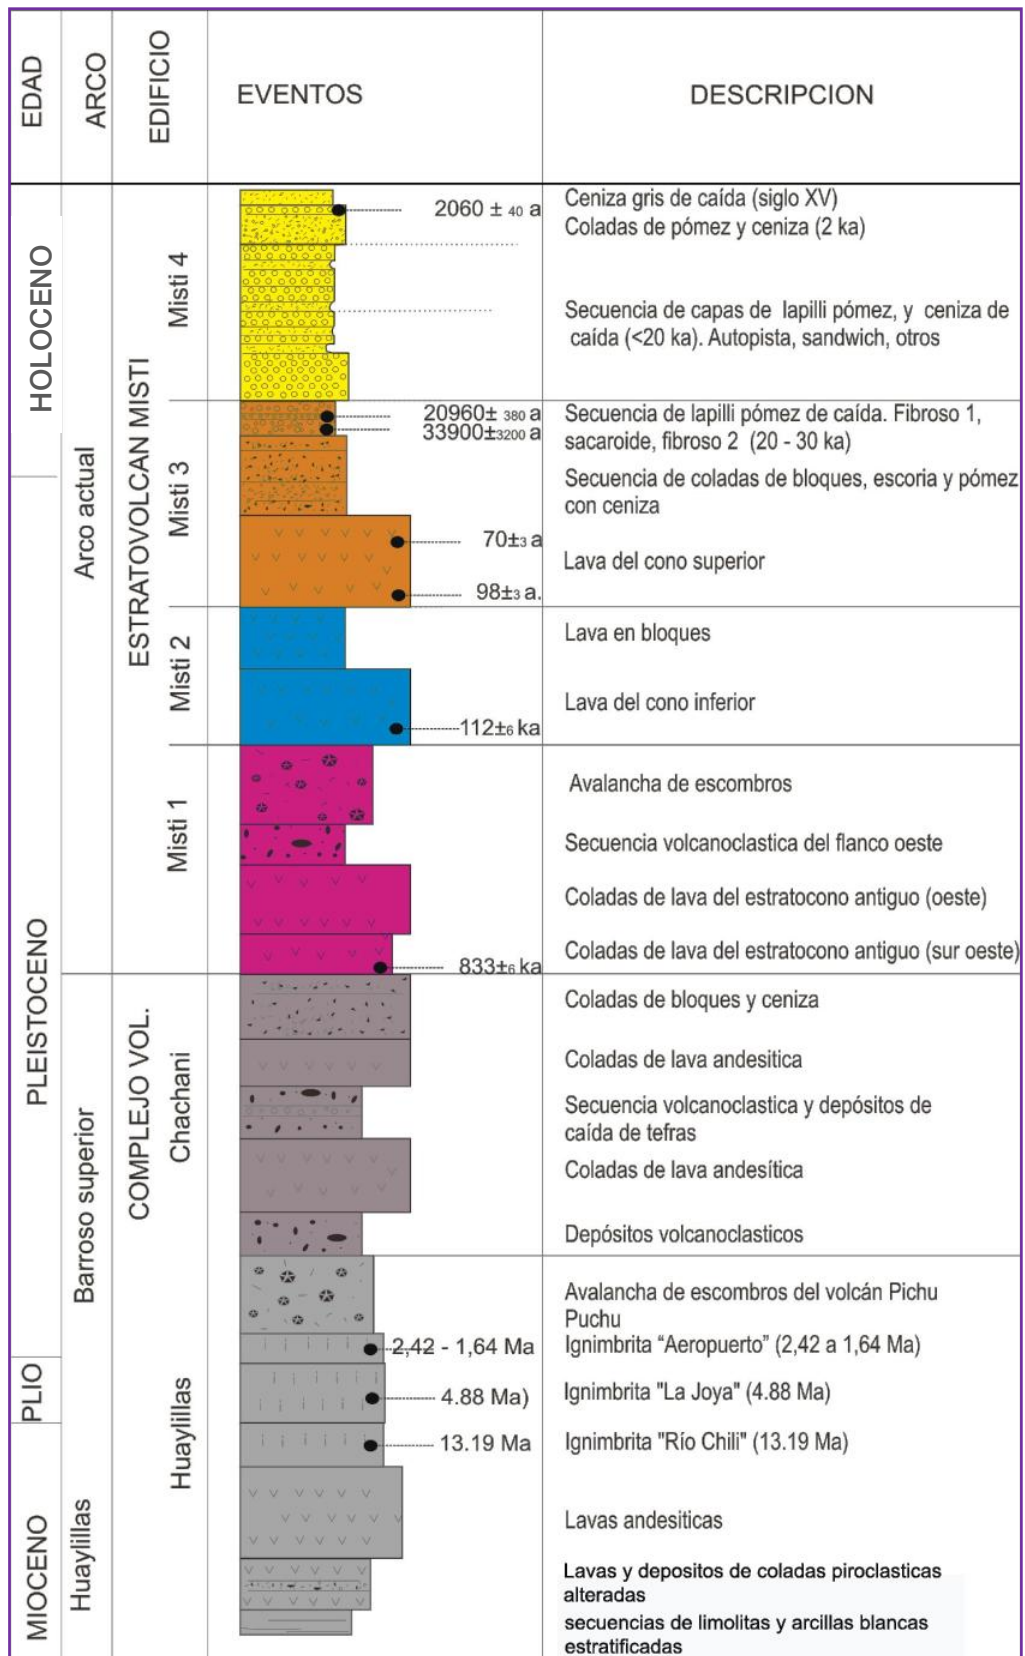 EDAD
ARCO
EDIFICIO
EVENTOS
DESCRIPCION
HOLOCENO
PLEISTOCENO
PLIO
MIOCENO
Arco actual
Barroso superior
Huaylillas
ESTRATOVOLCAN MISTI
COMPLEJO VOL.
Misti 4
Misti 3
Misti 2
Misti 1
Chachani
Huaylillas
2060 ± 40 a
Ceniza gris de caída (siglo XV)
Coladas de pómez y ceniza (2 ka)
Secuencia de capas de lapilli pómez, y ceniza de
caída (<20 ka). Autopista, sandwich, otros
20960± 380 a
33900±3200 a
Secuencia de lapilli pómez de caída. Fibroso 1,
sacaroide, fibroso 2 (20 - 30 ka)
Secuencia de coladas de bloques, escoria y pómez
con ceniza
70±3 a
Lava del cono superior
98±3 a.
Lava en bloques
Lava del cono inferior
112±6 ka
Avalancha de escombros
Secuencia volcanoclastica del flanco oeste
Coladas de lava del estratocono antiguo (oeste)
Coladas de lava del estratocono antiguo (sur oeste)
833±6 ka
Coladas de bloques y ceniza
Coladas de lava andesitica
Secuencia volcanoclastica y depósitos de
caída de tefras
Coladas de lava andesítica
Depósitos volcanoclasticos
Avalancha de escombros del volcán Pichu
Puchu
2,42 - 1,64 Ma
Ignimbrita “Aeropuerto” (2,42 a 1,64 Ma)
4.88 Ma)
Ignimbrita "La Joya" (4.88 Ma)
13.19 Ma
Ignimbrita "Río Chili" (13.19 Ma)
Lavas andesiticas
Lavas y depositos de coladas piroclasticas
alteradas
secuencias de limolitas y arcillas blancas
estratificadas